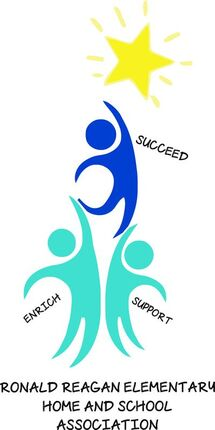 SUCCEED
ENRICH
SUPPORT
RONALD REAGAN ELEMENTARY
HOME AND SCHOOL
ASSOCIATION